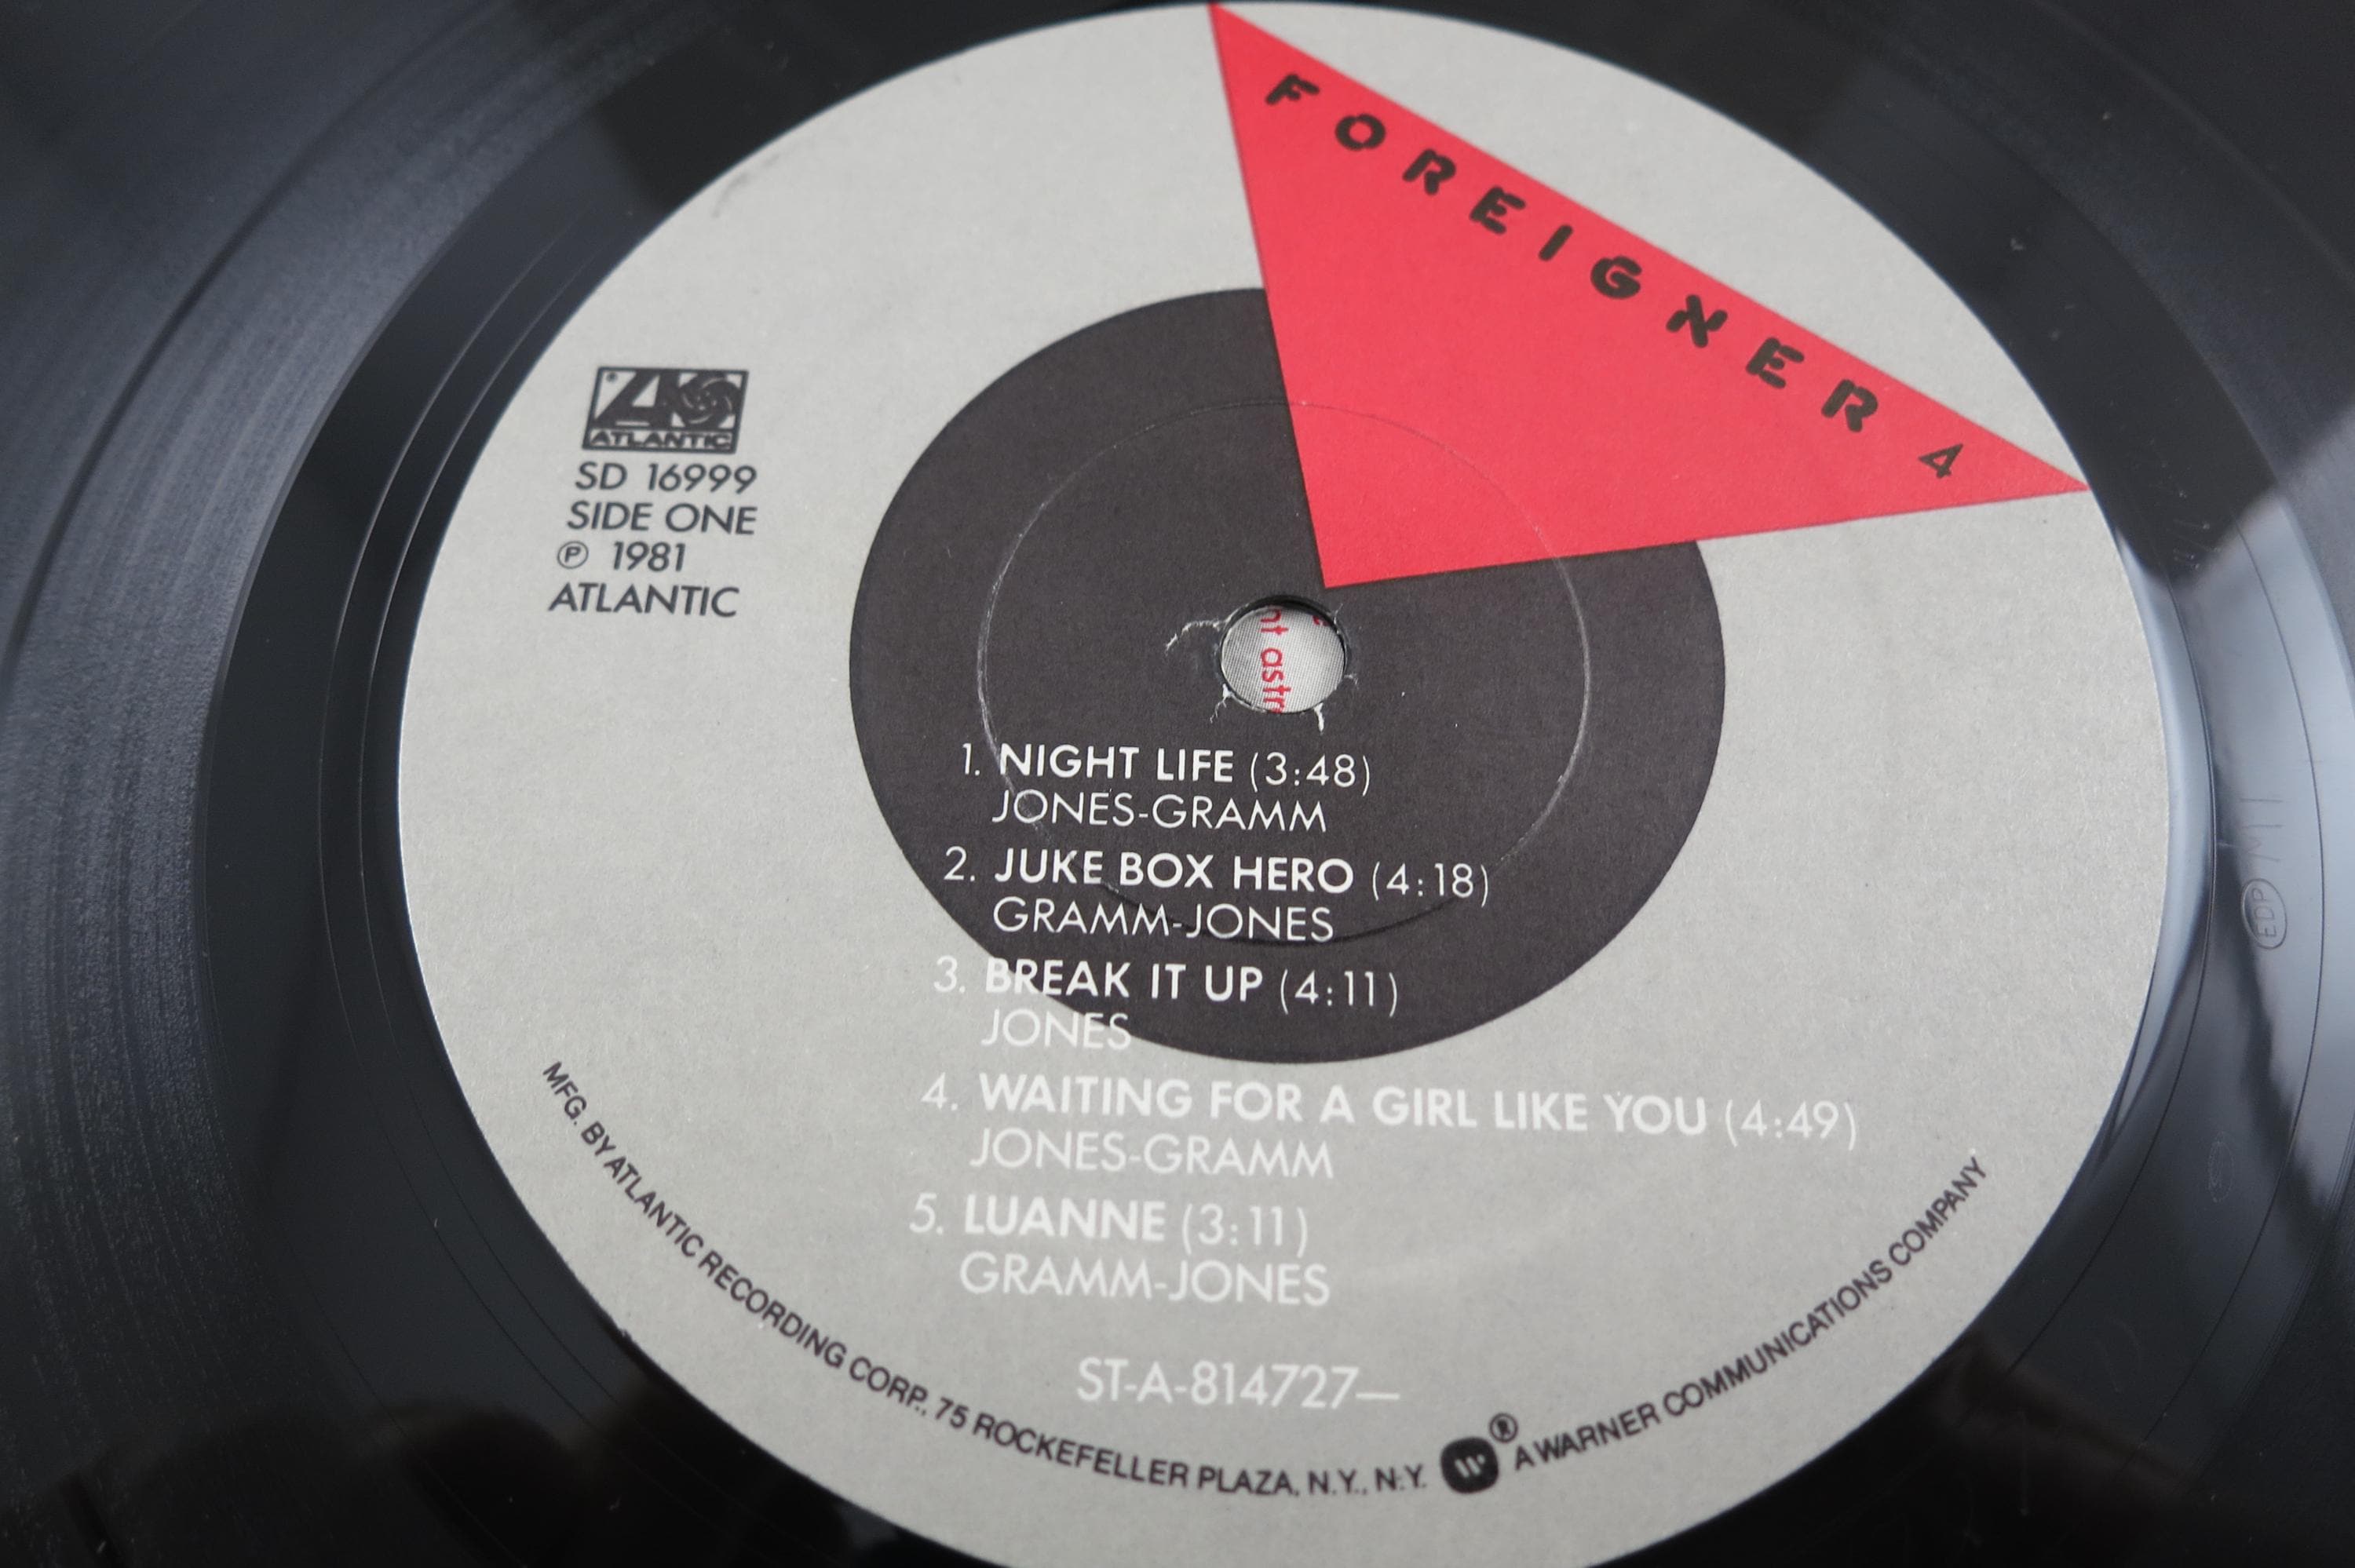 FOREIGNER 4
ATLANTIC
SD 16999
SIDE ONE
℗ 1981
ATLANTIC
nt astr
1. NIGHT LIFE (3:48)
JONES-GRAMM
2. JUKE BOX HERO (4:18)
GRAMM-JONES
3. BREAK IT UP (4:11)
JONES
4. WAITING FOR A GIRL LIKE YOU (4:49)
JONES-GRAMM
5. LUANNE (3:11)
GRAMM-JONES
ST-A-814727—
MFG. BY ATLANTIC RECORDING CORP., 75 ROCKEFELLER PLAZA, N.Y., N.Y. ® A WARNER COMMUNICATIONS COMPANY
EDP